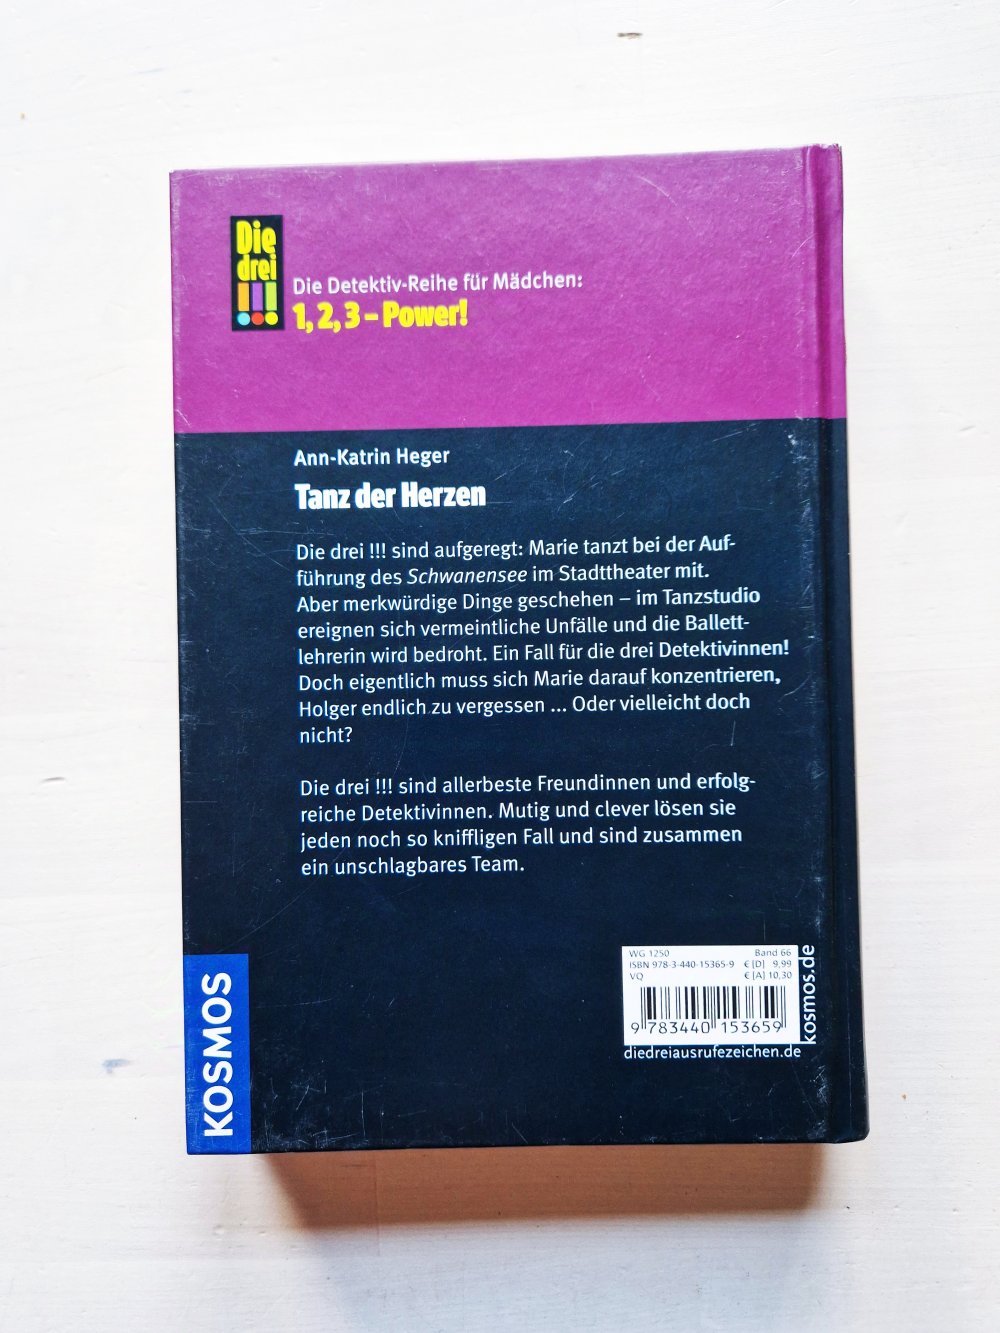 Die
drei
!!!
Die Detektiv-Reihe für Mädchen:
1, 2, 3 – Power!
Ann-Katrin Heger
Tanz der Herzen
Die drei !!! sind aufgeregt: Marie tanzt bei der Auf-
führung des Schwanensee im Stadttheater mit.
Aber merkwürdige Dinge geschehen – im Tanzstudio
ereignen sich vermeintliche Unfälle und die Ballett-
lehrerin wird bedroht. Ein Fall für die drei Detektivinnen!
Doch eigentlich muss sich Marie darauf konzentrieren,
Holger endlich zu vergessen ... Oder vielleicht doch
nicht?
Die drei !!! sind allerbeste Freundinnen und erfolg-
reiche Detektivinnen. Mutig und clever lösen sie
jeden noch so kniffligen Fall und sind zusammen
ein unschlagbares Team.
KOSMOS
WG 1250 Band 66
ISBN 978-3-440-15365-9 € [D] 9,99
VQ € [A] 10,30
9 783440 153659
diedreiausrufezeichen.de
kosmos.de